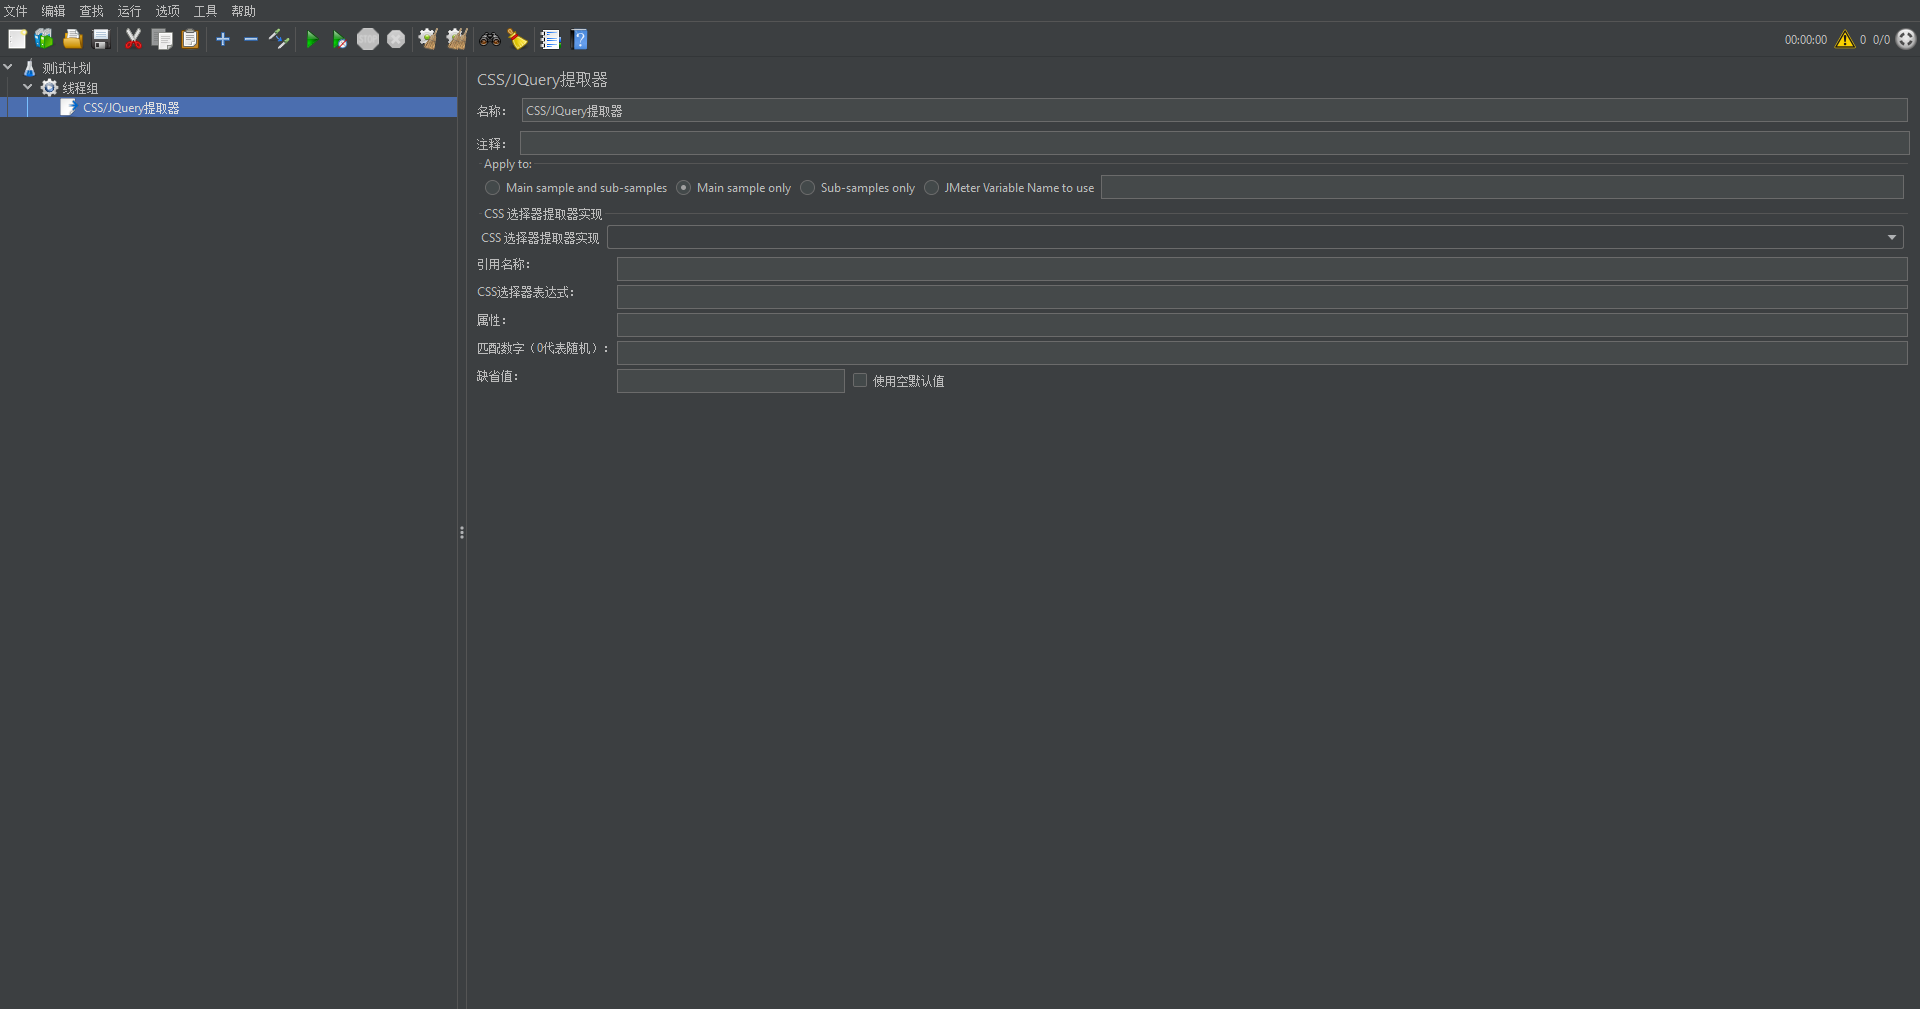 文件 编辑 查找 运行 选项 工具 帮助
00:00:00 0 0/0
测试计划
线程组
CSS/JQuery提取器
CSS/JQuery提取器
名称： CSS/JQuery提取器
注释：
Apply to:
Main sample and sub-samples Main sample only Sub-samples only JMeter Variable Name to use
CSS 选择器提取器实现
CSS 选择器提取器实现
引用名称：
CSS选择器表达式：
属性：
匹配数字（0代表随机）：
缺省值： 使用空默认值